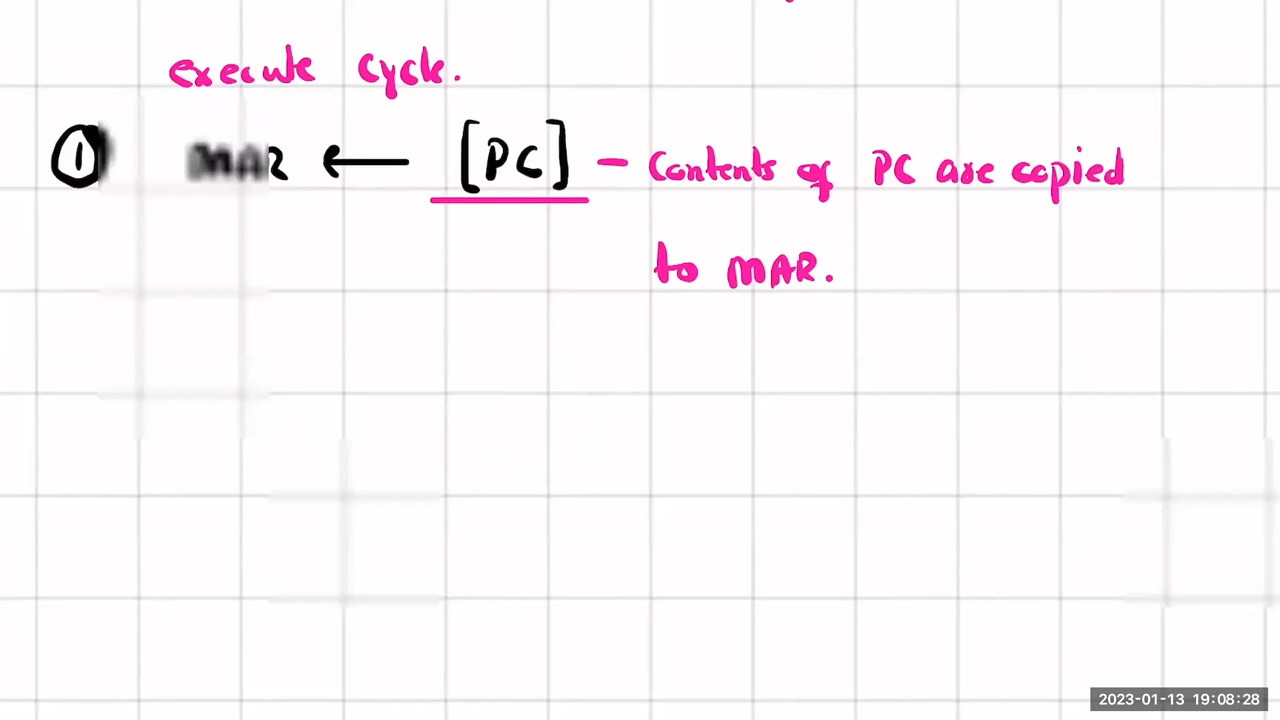 execute cycle.
① MAR ← [PC] – Contents of PC are copied
to MAR.
2023-01-13 19:08:28